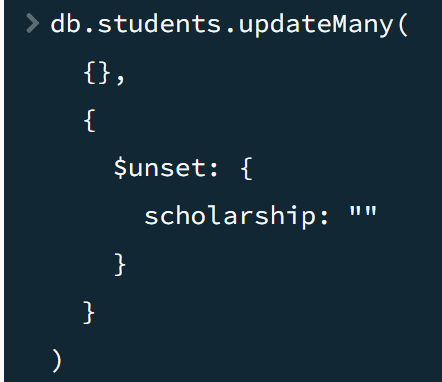 > db.students.updateMany(
{},
{
$unset: {
scholarship: ""
}
}
)